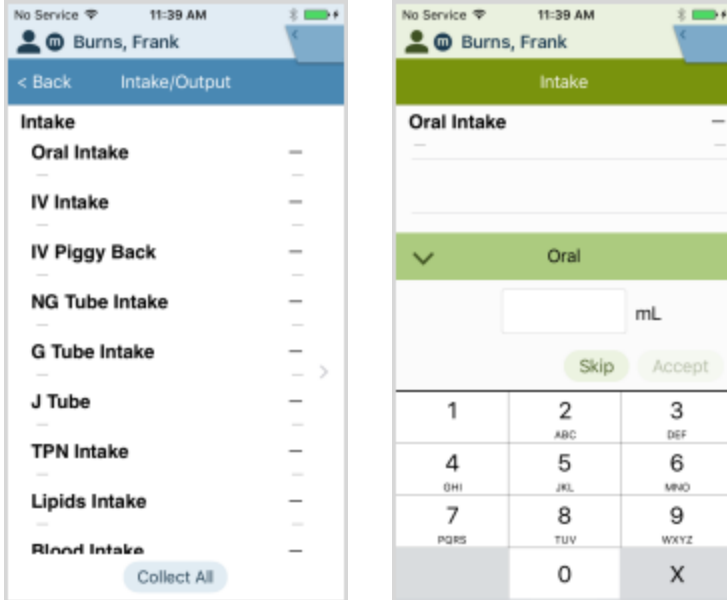 No Service 11:39 AM
m Burns, Frank
< Back Intake/Output
Intake
Oral Intake —
—
IV Intake —
—
IV Piggy Back —
—
NG Tube Intake —
—
G Tube Intake —
—
J Tube —
—
TPN Intake —
—
Lipids Intake —
—
Blood Intake —
Collect All
No Service 11:39 AM
m Burns, Frank
Intake
Oral Intake —
—
Oral
mL
Skip Accept
1 2 3
ABC DEF
4 5 6
GHI JKL MNO
7 8 9
PQRS TUV WXYZ
0 X